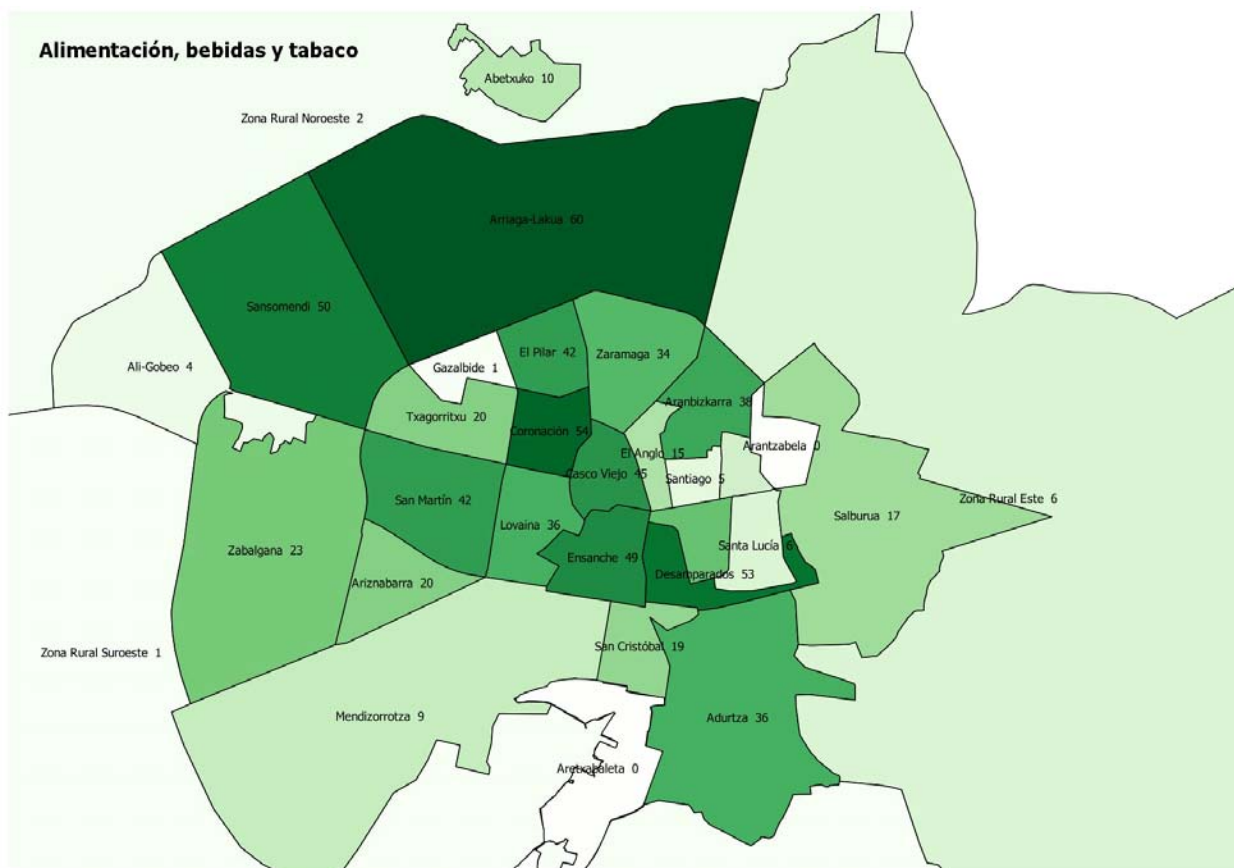 Alimentación, bebidas y tabaco
Abetxuko 10
Zona Rural Noroeste 2
Arriaga-Lakua 60
Sansomendi 50
El Pilar 42
Zaramaga 34
Ali-Gobeo 4
Gazalbide 1
Aranbizkarra 38
Txagorritxu 20
Coronación 54
Arantzabela 0
El Anglo 15
Casco Viejo 45
Santiago 5
San Martín 42
Zona Rural Este 6
Salburua 17
Lovaina 36
Santa Lucía 6
Zabalgana 23
Ensanche 49
Desamparados 53
Ariznabarra 20
San Cristóbal 19
Zona Rural Suroeste 1
Mendizorrotza 9
Adurtza 36
Aretxabaleta 0